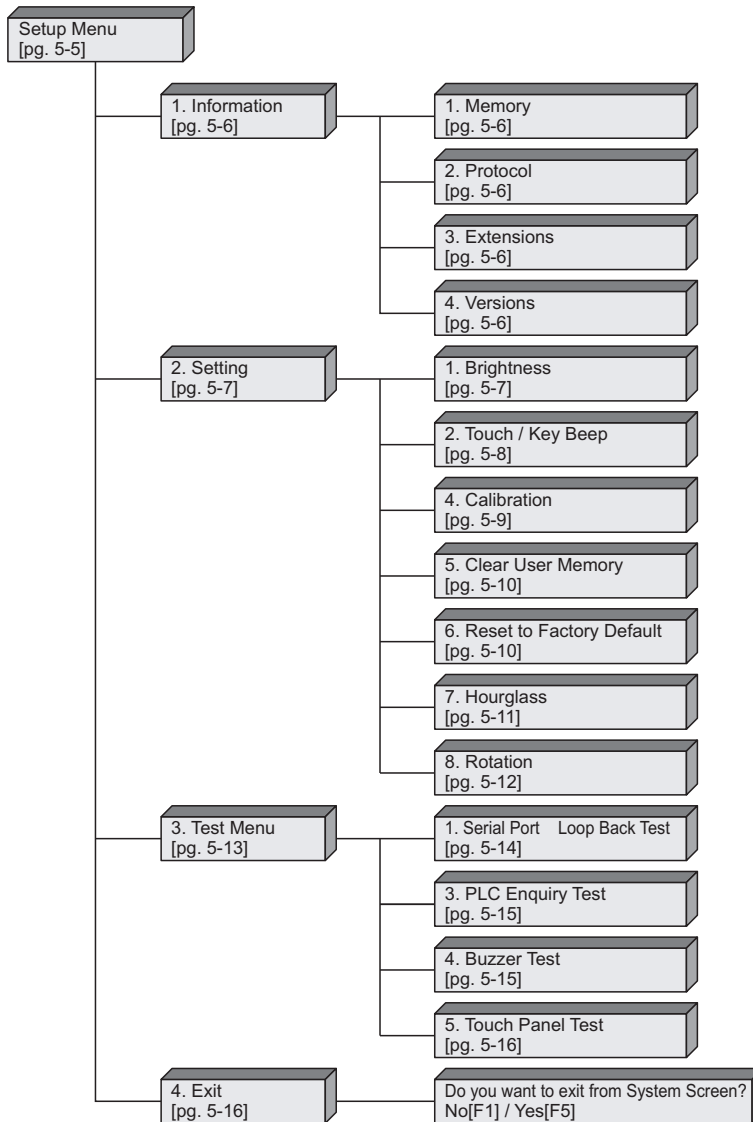 Setup Menu
[pg. 5-5]
1. Information
[pg. 5-6]
1. Memory
[pg. 5-6]
2. Protocol
[pg. 5-6]
3. Extensions
[pg. 5-6]
4. Versions
[pg. 5-6]
2. Setting
[pg. 5-7]
1. Brightness
[pg. 5-7]
2. Touch / Key Beep
[pg. 5-8]
4. Calibration
[pg. 5-9]
5. Clear User Memory
[pg. 5-10]
6. Reset to Factory Default
[pg. 5-10]
7. Hourglass
[pg. 5-11]
8. Rotation
[pg. 5-12]
3. Test Menu
[pg. 5-13]
1. Serial Port Loop Back Test
[pg. 5-14]
3. PLC Enquiry Test
[pg. 5-15]
4. Buzzer Test
[pg. 5-15]
5. Touch Panel Test
[pg. 5-16]
4. Exit
[pg. 5-16]
Do you want to exit from System Screen?
No[F1] / Yes[F5]